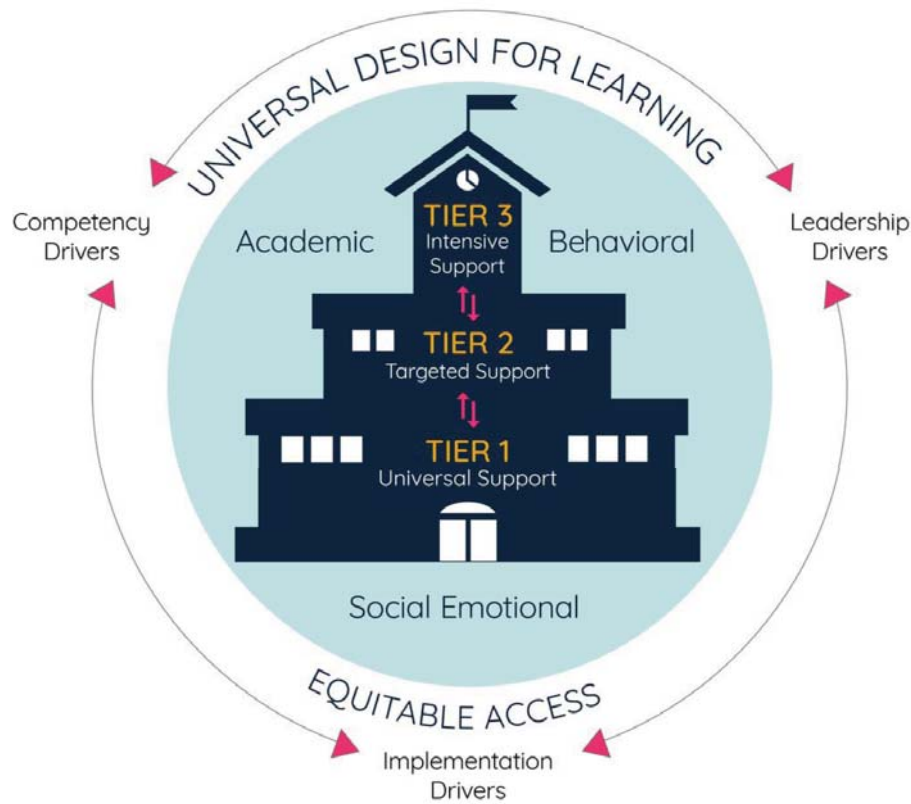 UNIVERSAL DESIGN FOR LEARNING
Competency
Drivers
Leadership
Drivers
Academic
Behavioral
TIER 3
Intensive
Support
TIER 2
Targeted Support
TIER 1
Universal Support
Social Emotional
EQUITABLE ACCESS
Implementation
Drivers